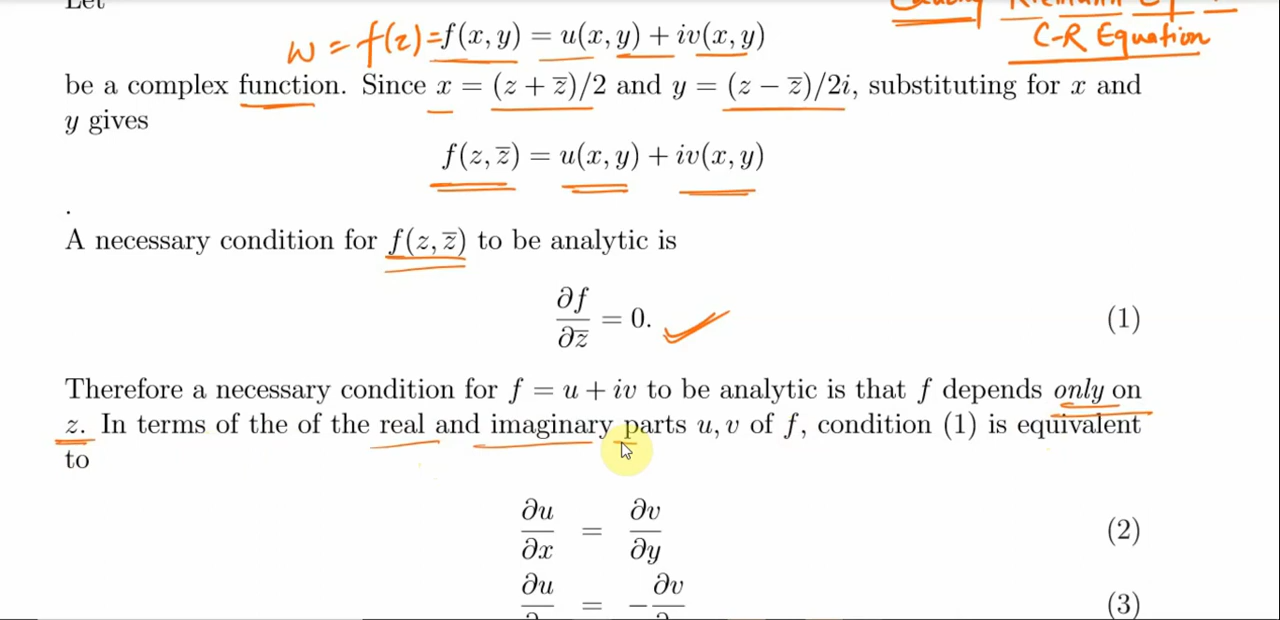 Let
w = f(z) = f(x, y) = u(x, y) + iv(x, y)
C-R Equation
be a complex function. Since x = (z + z̅)/2 and y = (z − z̅)/2i, substituting for x and
y gives
f(z, z̅) = u(x, y) + iv(x, y)
.
A necessary condition for f(z, z̅) to be analytic is
∂f/∂z̅ = 0. (1)
Therefore a necessary condition for f = u + iv to be analytic is that f depends only on
z. In terms of the of the real and imaginary parts u, v of f, condition (1) is equivalent
to
∂u/∂x = ∂v/∂y (2)
∂u = −∂v (3)